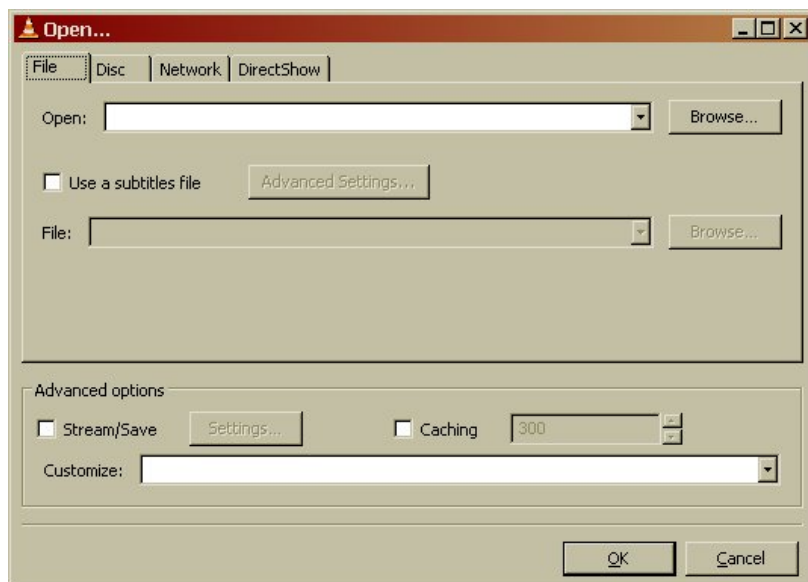 Open...
File Disc Network DirectShow
Open: Browse...
Use a subtitles file Advanced Settings...
File: Browse...
Advanced options
Stream/Save Settings... Caching 300
Customize:
OK Cancel